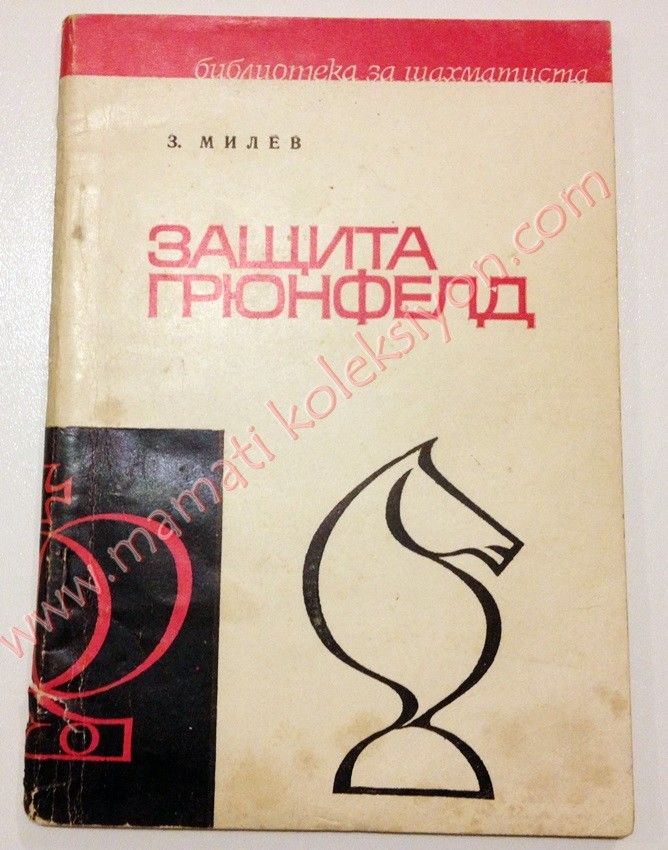 библиотека за шахматиста
З. МИЛЕВ
ЗАЩИТА
ГРЮНФЕЛД
www.mamati koleksiyon.com